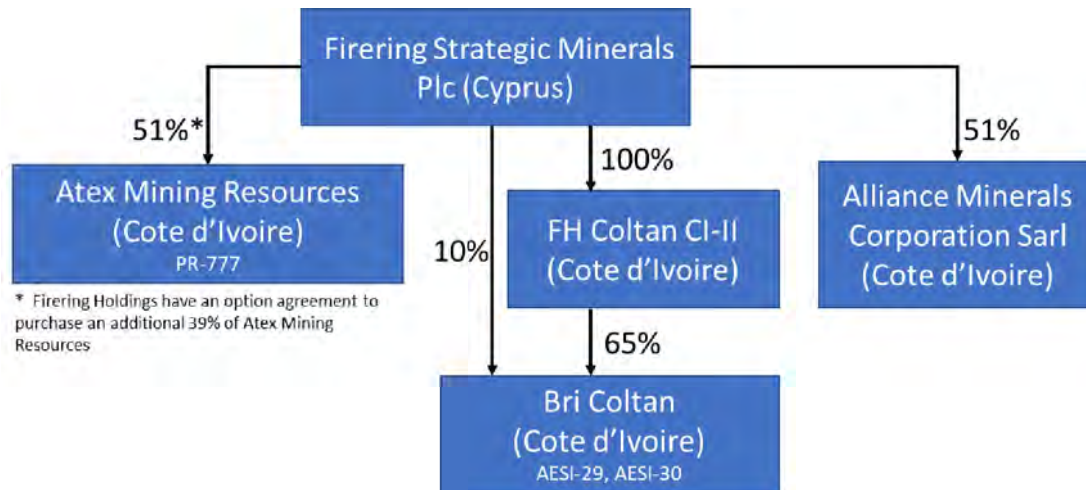 Firering Strategic Minerals
Plc (Cyprus)
51%*
51%
100%
Atex Mining Resources
(Cote d'Ivoire)
PR-777
10%
FH Coltan CI-II
(Cote d'Ivoire)
Alliance Minerals
Corporation Sarl
(Cote d'Ivoire)
* Firering Holdings have an option agreement to
purchase an additional 39% of Atex Mining
Resources
65%
Bri Coltan
(Cote d'Ivoire)
AESI-29, AESI-30